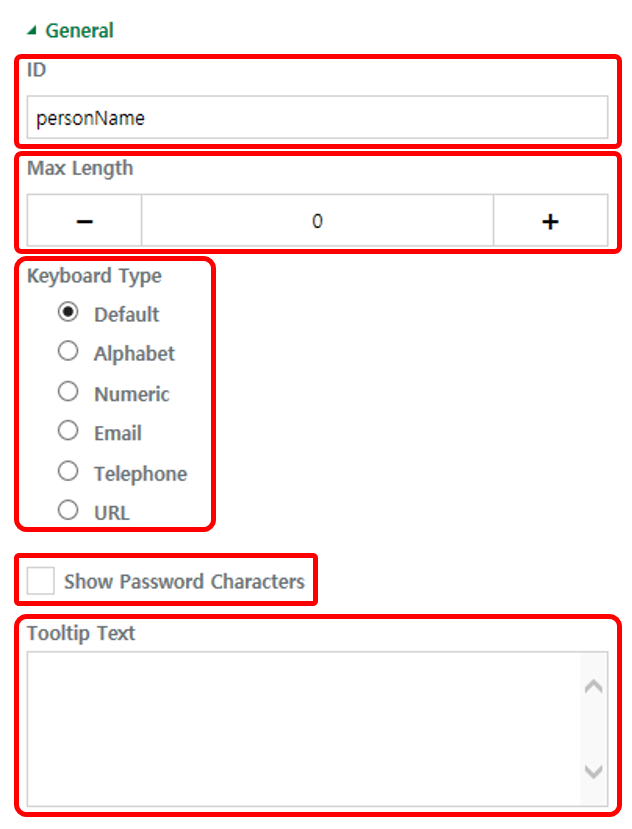 General
ID
personName
Max Length
− 0 +
Keyboard Type
Default
Alphabet
Numeric
Email
Telephone
URL
Show Password Characters
Tooltip Text